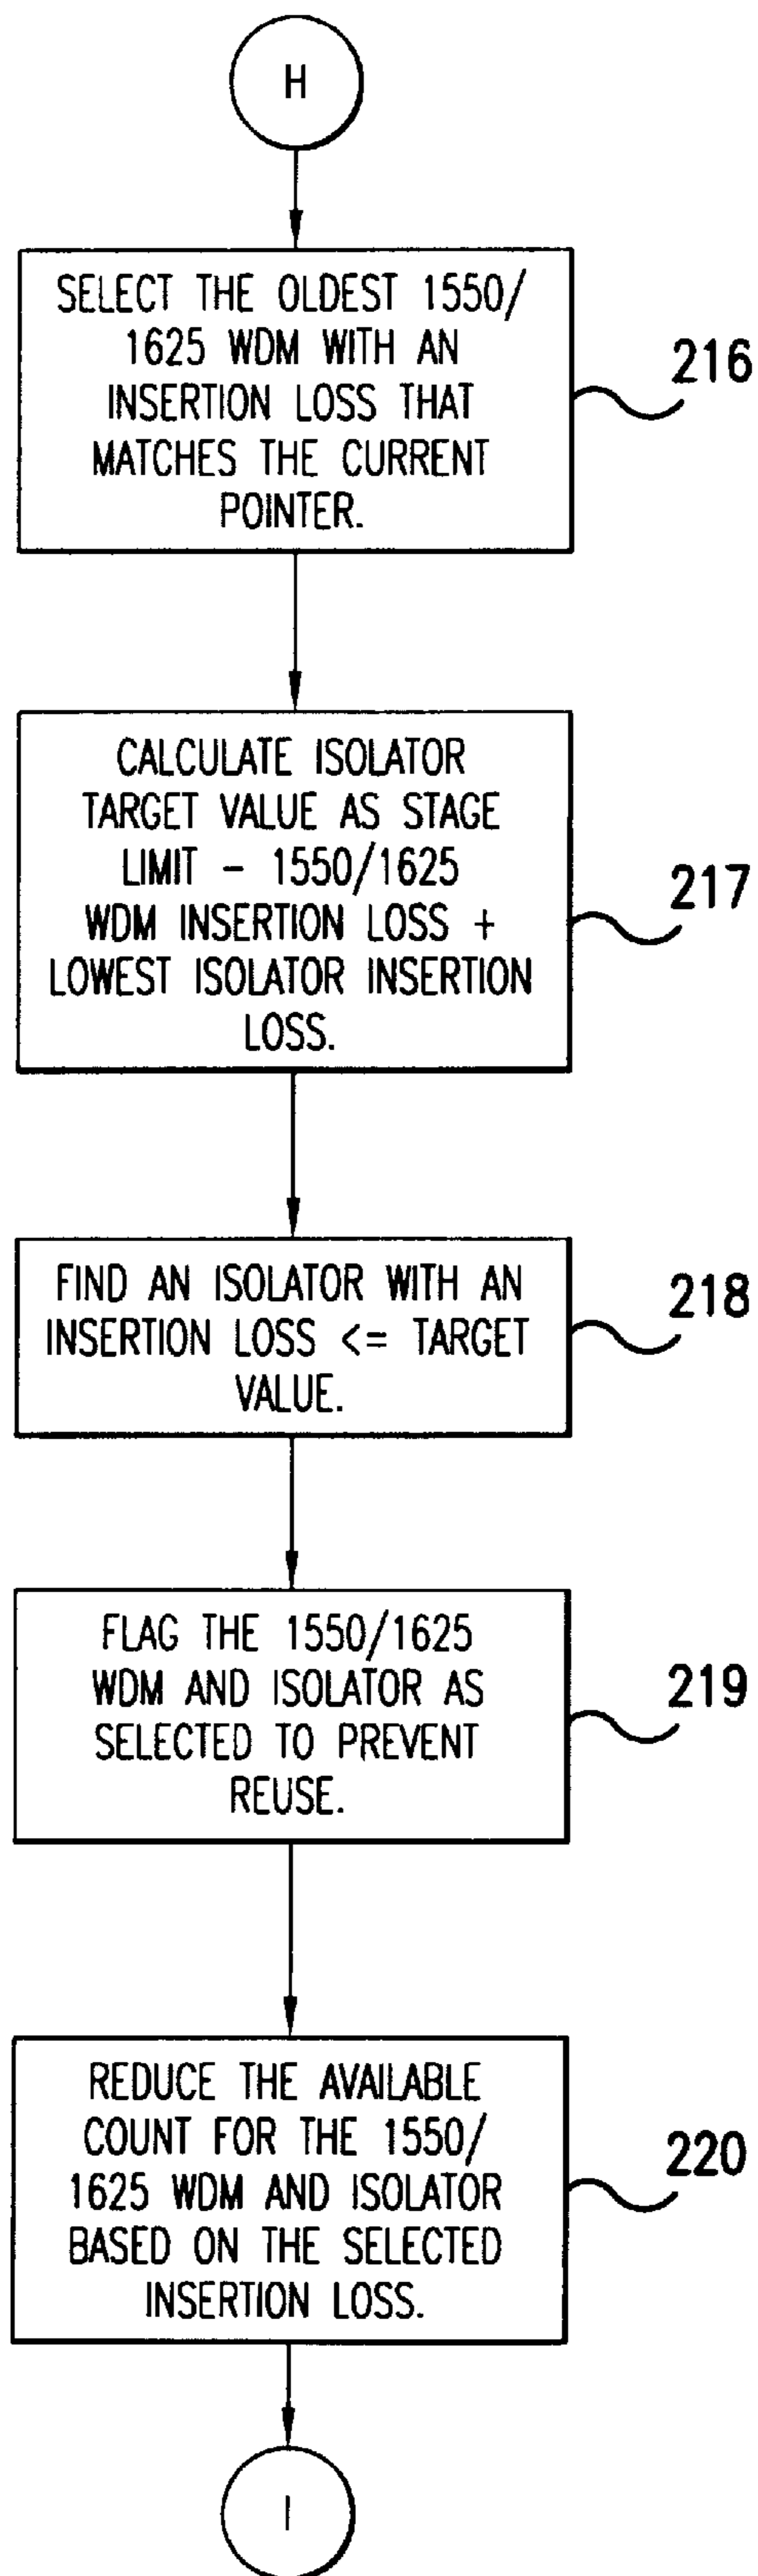 H
SELECT THE OLDEST 1550/
1625 WDM WITH AN
INSERTION LOSS THAT
MATCHES THE CURRENT
POINTER.
216
CALCULATE ISOLATOR
TARGET VALUE AS STAGE
LIMIT - 1550/1625
WDM INSERTION LOSS +
LOWEST ISOLATOR INSERTION
LOSS.
217
FIND AN ISOLATOR WITH AN
INSERTION LOSS <= TARGET
VALUE.
218
FLAG THE 1550/1625
WDM AND ISOLATOR AS
SELECTED TO PREVENT
REUSE.
219
REDUCE THE AVAILABLE
COUNT FOR THE 1550/
1625 WDM AND ISOLATOR
BASED ON THE SELECTED
INSERTION LOSS.
220
I